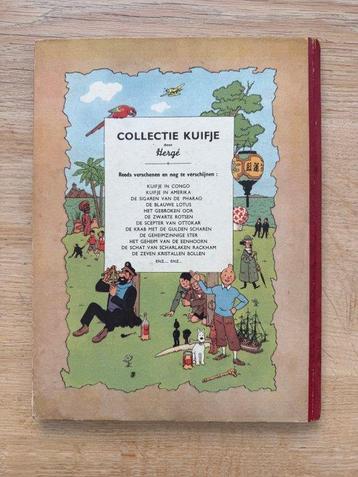 COLLECTIE KUIFJE
door
Hergé
Reeds verschenen en nog te verschijnen :
KUIFJE IN CONGO
KUIFJE IN AMERIKA
DE SIGAREN VAN DE PHARAO
DE BLAUWE LOTUS
HET GEBROKEN OOR
DE ZWARTE ROTSEN
DE SCEPTER VAN OTTOKAR
DE KRAB MET DE GULDEN SCHAREN
DE GEHEIMZINNIGE STER
HET GEHEIM VAN DE EENHOORN
DE SCHAT VAN SCHARLAKEN RACKHAM
DE ZEVEN KRISTALLEN BOLLEN
ENZ... ENZ..